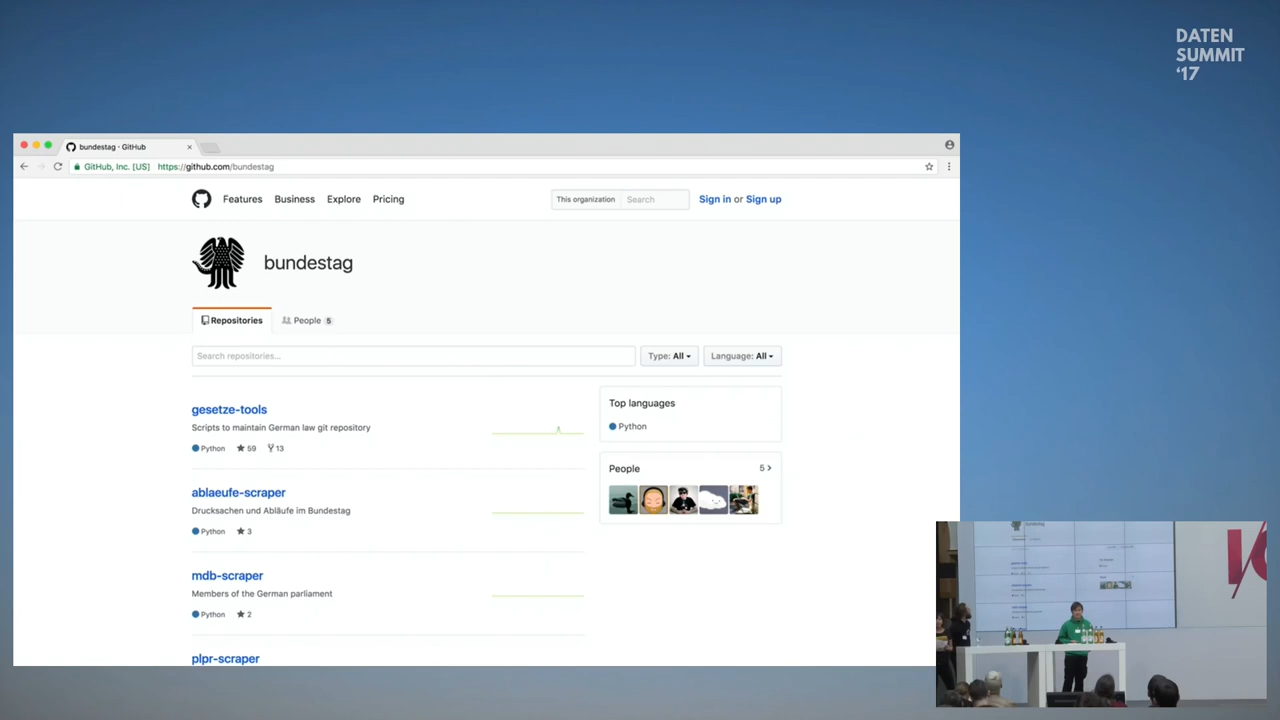 DATEN
SUMMIT
‘17
bundestag · GitHub
GitHub, Inc. [US] https://github.com/bundestag
Features Business Explore Pricing This organization Search Sign in or Sign up
bundestag
Repositories People 5
Search repositories... Type: All Language: All
gesetze-tools
Scripts to maintain German law git repository
Python 59 13
ablaeufe-scraper
Drucksachen und Abläufe im Bundestag
Python 3
mdb-scraper
Members of the German parliament
Python 2
plpr-scraper
Top languages
Python
People 5
bundestag